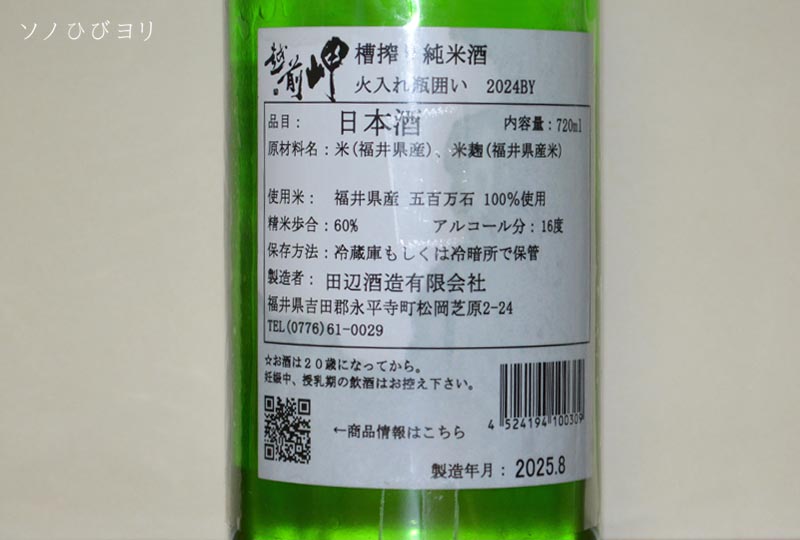 ソノひびヨリ
越前岬
槽搾り純米酒
火入れ瓶囲い 2024BY
品目： 日本酒 内容量：720ml
原材料名：米(福井県産)、米麹(福井県産米)
使用米： 福井県産 五百万石 100%使用
精米歩合：60% アルコール分：16度
保存方法：冷蔵庫もしくは冷暗所で保管
製造者：田辺酒造有限会社
福井県吉田郡永平寺町松岡芝原2-24
TEL(0776)61-0029
☆お酒は２０歳になってから。
妊娠中、授乳期の飲酒はお控え下さい。
←商品情報はこちら
4 524194 100309
製造年月：2025.8